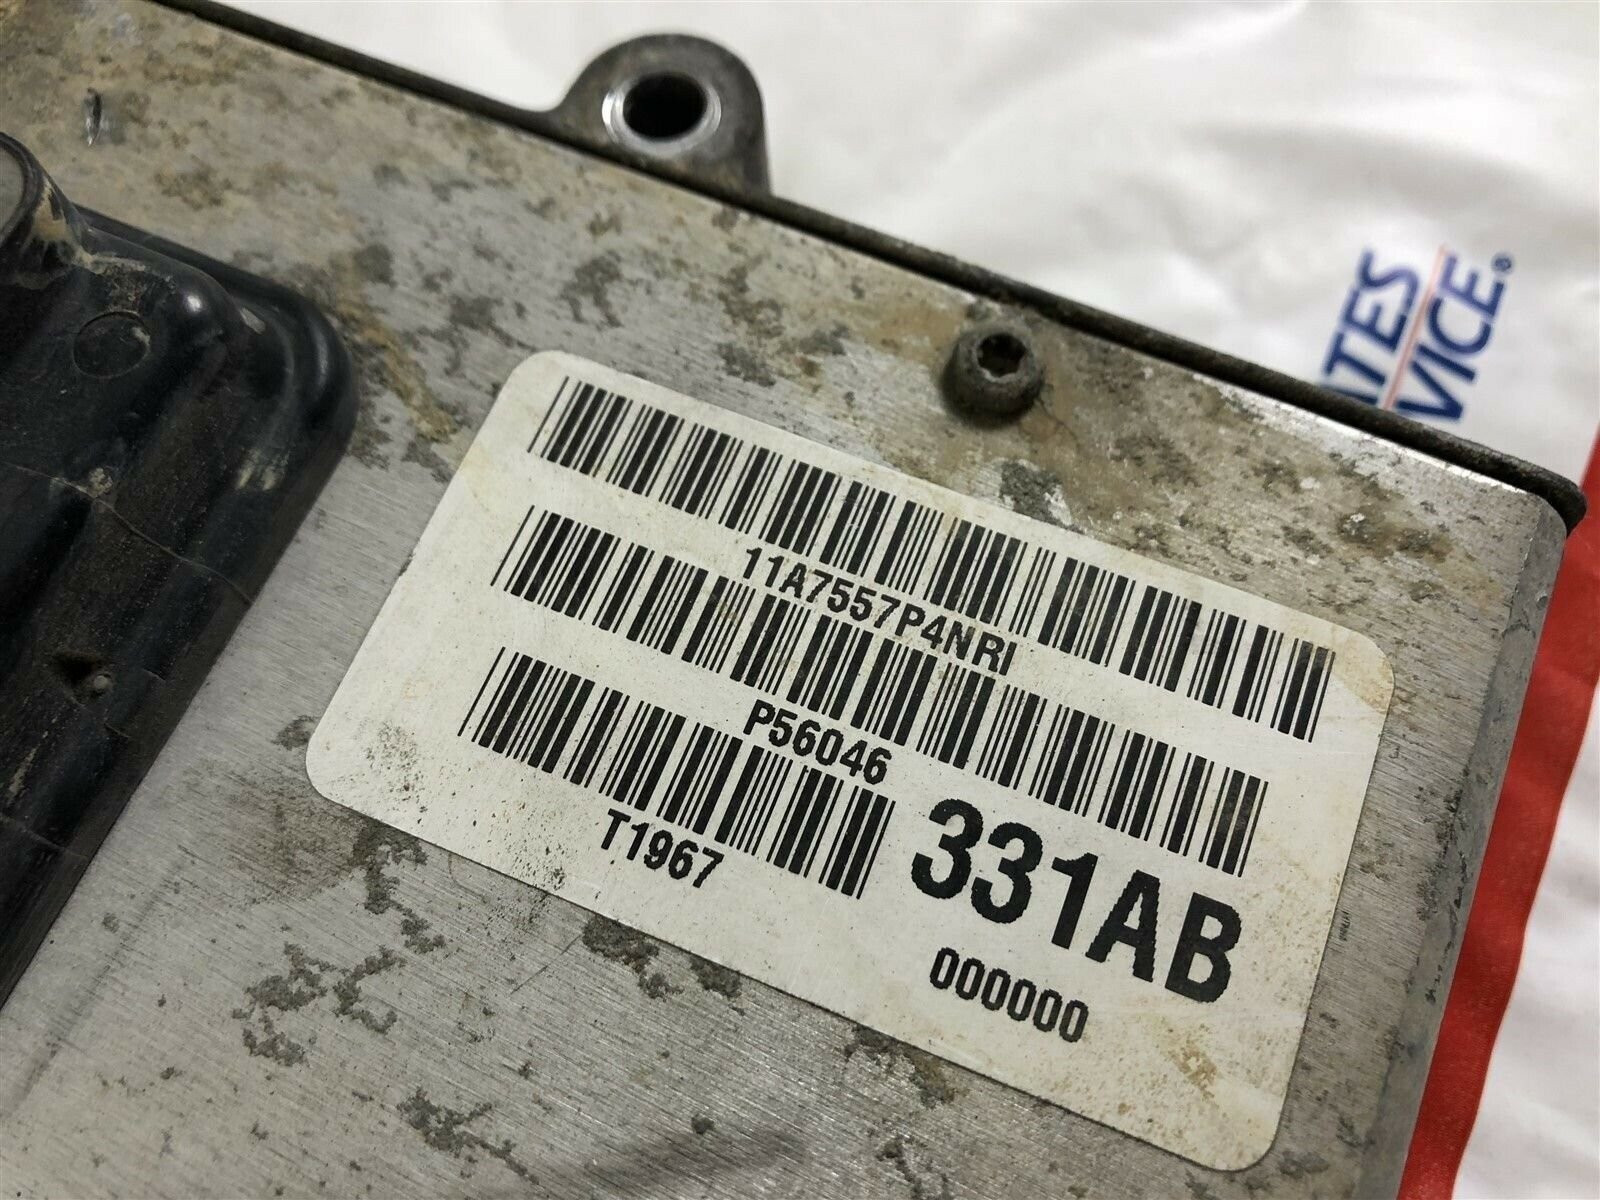 11A7557P4NRI
P56046
331AB
T1967
000000
ATES
VICE®